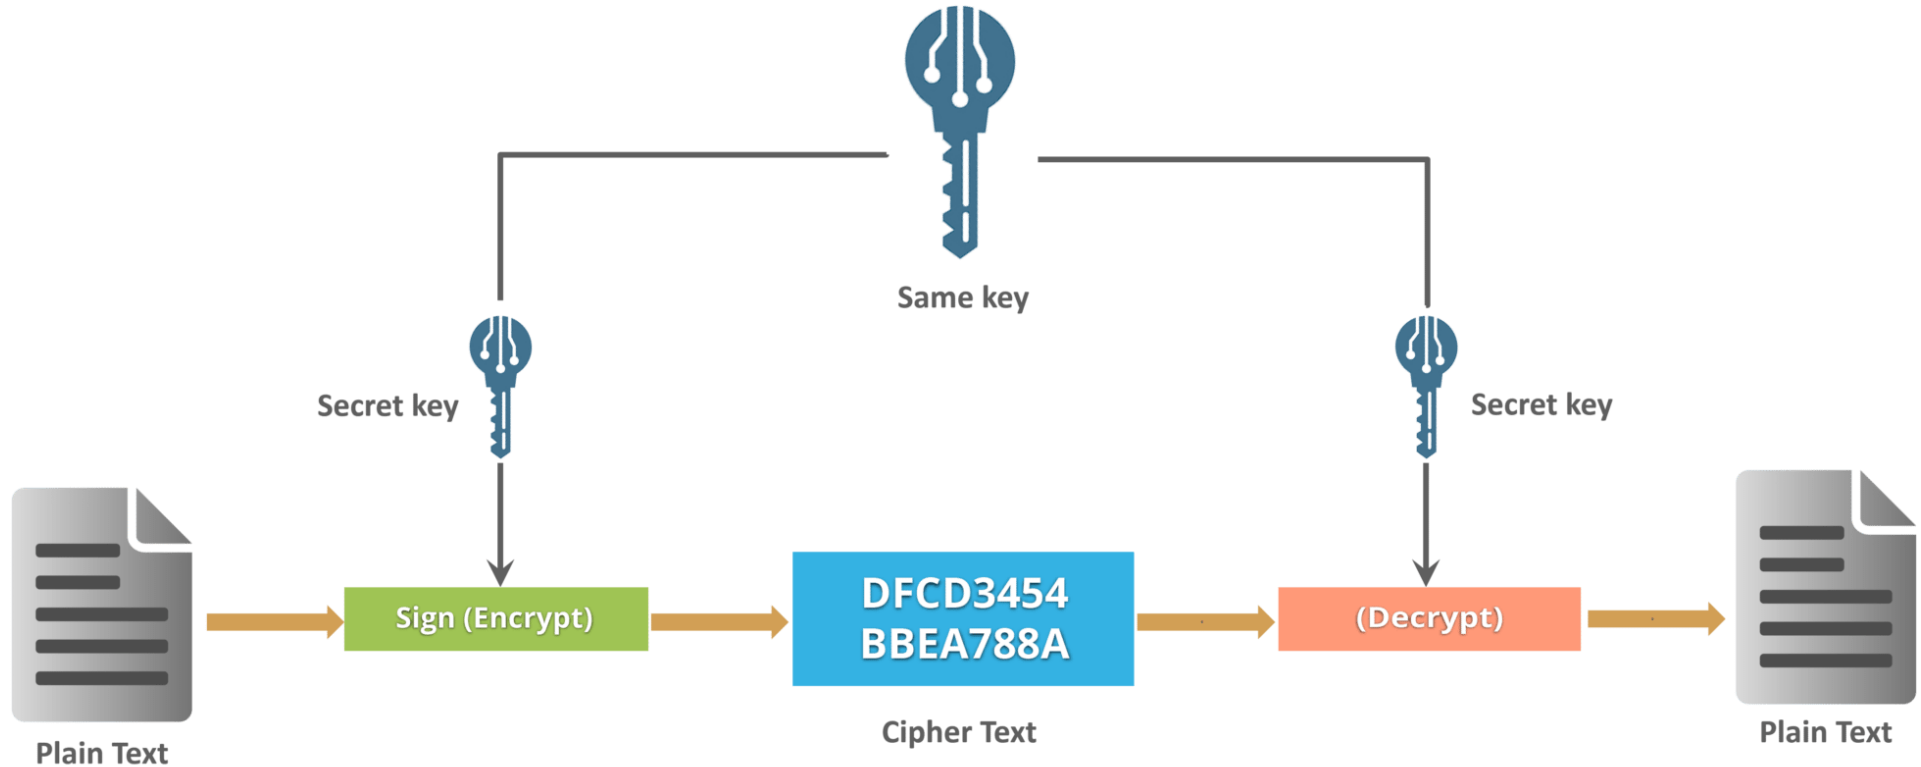 Same key
Secret key
Secret key
Sign (Encrypt)
DFCD3454
BBEA788A
(Decrypt)
Plain Text
Cipher Text
Plain Text